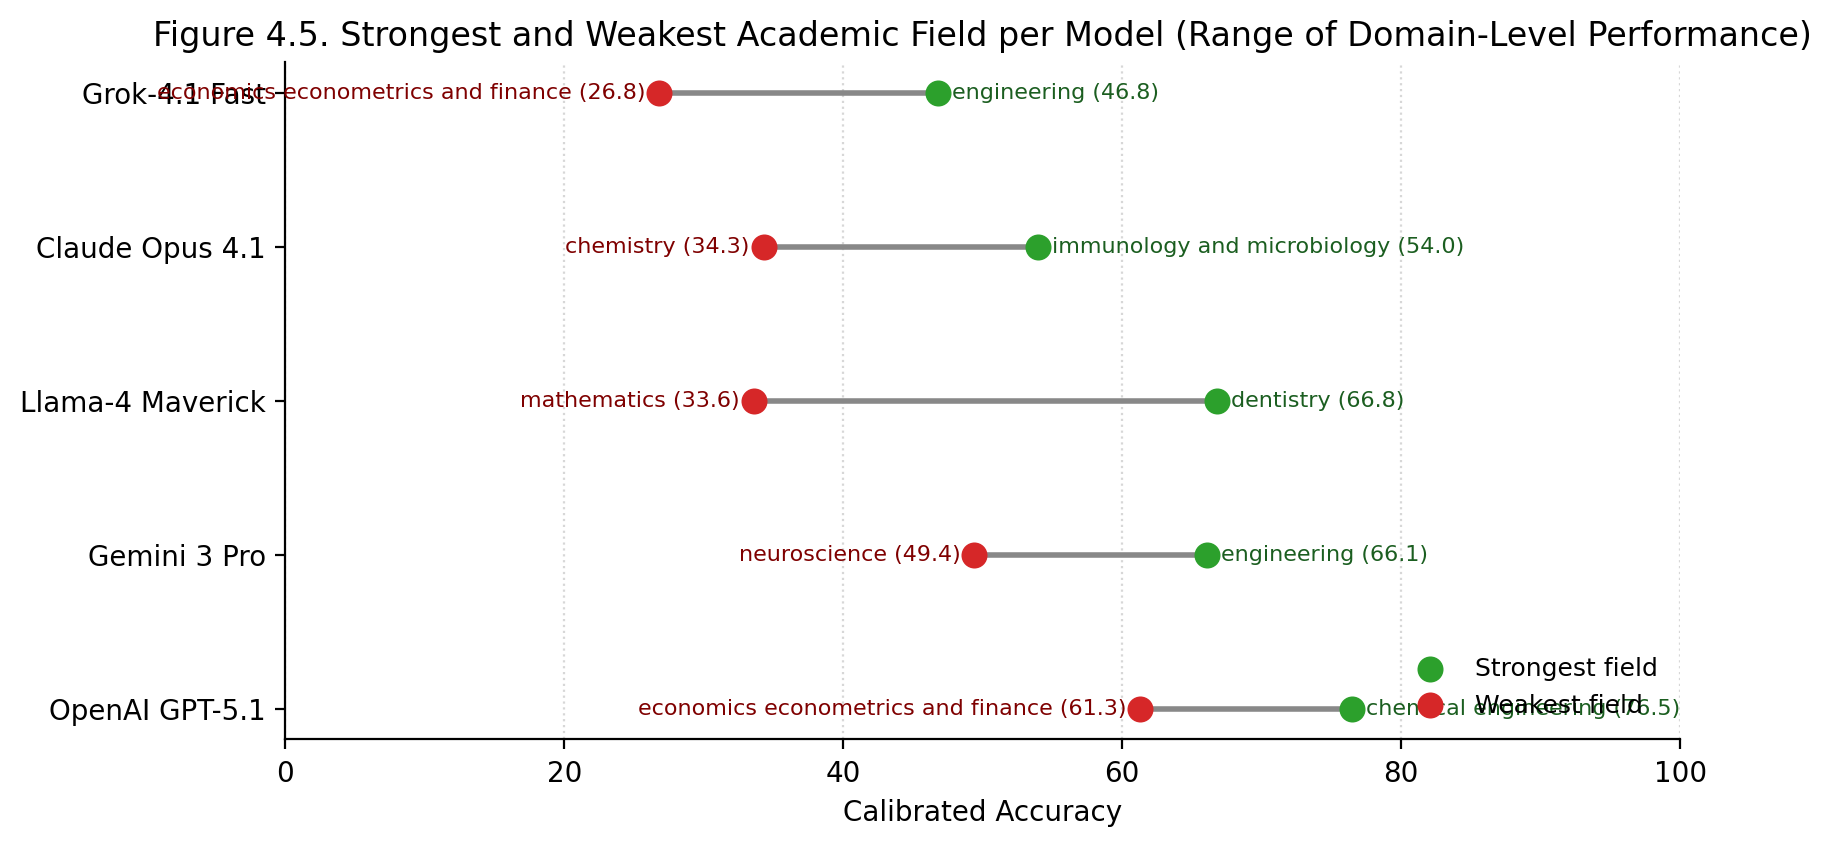 Figure 4.5. Strongest and Weakest Academic Field per Model (Range of Domain-Level Performance)
Grok-4.1 Fast
economics econometrics and finance (26.8)
engineering (46.8)
Claude Opus 4.1
chemistry (34.3)
immunology and microbiology (54.0)
Llama-4 Maverick
mathematics (33.6)
dentistry (66.8)
Gemini 3 Pro
neuroscience (49.4)
engineering (66.1)
Strongest field
Weakest field
OpenAI GPT-5.1
economics econometrics and finance (61.3)
chemical engineering (76.5)
0 20 40 60 80 100
Calibrated Accuracy